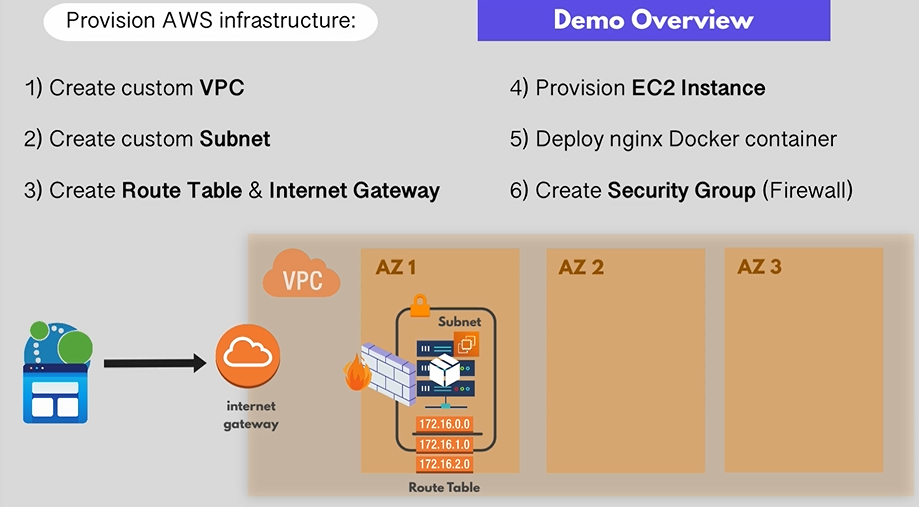 Provision AWS infrastructure:
Demo Overview
1) Create custom VPC
2) Create custom Subnet
3) Create Route Table & Internet Gateway
4) Provision EC2 Instance
5) Deploy nginx Docker container
6) Create Security Group (Firewall)
VPC
AZ 1
AZ 2
AZ 3
Subnet
internet
gateway
172.16.0.0
172.16.1.0
172.16.2.0
Route Table